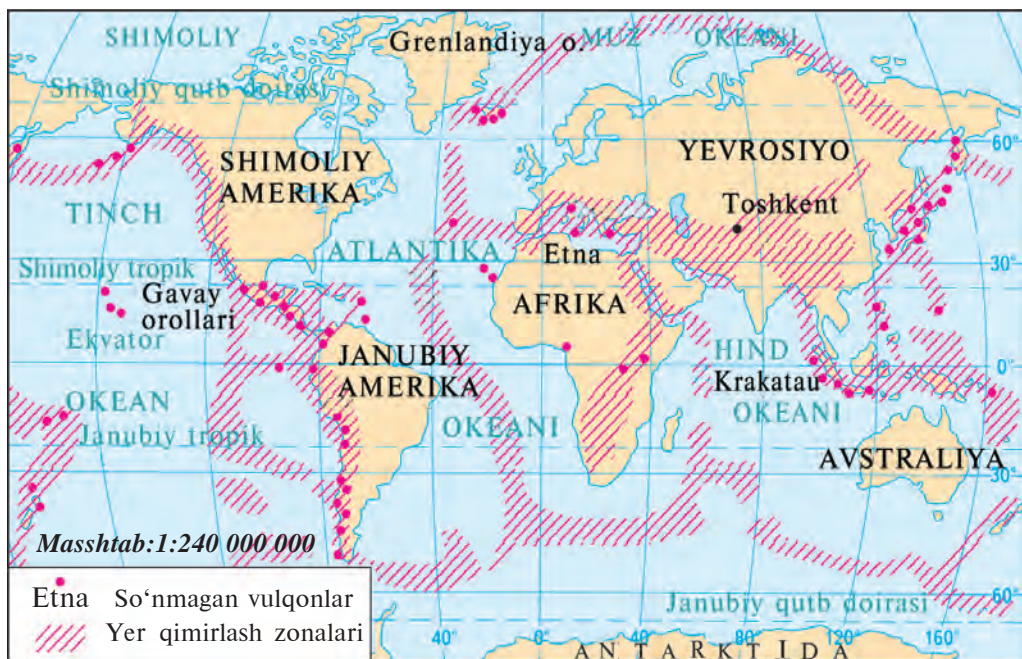 SHIMOLIY MUZ OKEANI
Grenlandiya o.
Shimoliy qutb doirasi
60°
SHIMOLIY
AMERIKA
YEVROSIYO
Toshkent
TINCH
ATLANTIKA
Etna
30°
Shimoliy tropik
Gavay
orollari
AFRIKA
Ekvator
JANUBIY
AMERIKA
HIND
0°
Krakatau
OKEAN
OKEANI
OKEANI
Janubiy tropik
AVSTRALIYA
30°
Masshtab:1:240 000 000
Etna So‘nmagan vulqonlar
Yer qimirlash zonalari
60°
Janubiy qutb doirasi
40° 0° 40° 80° 120° 160°
ANTARKTIDA